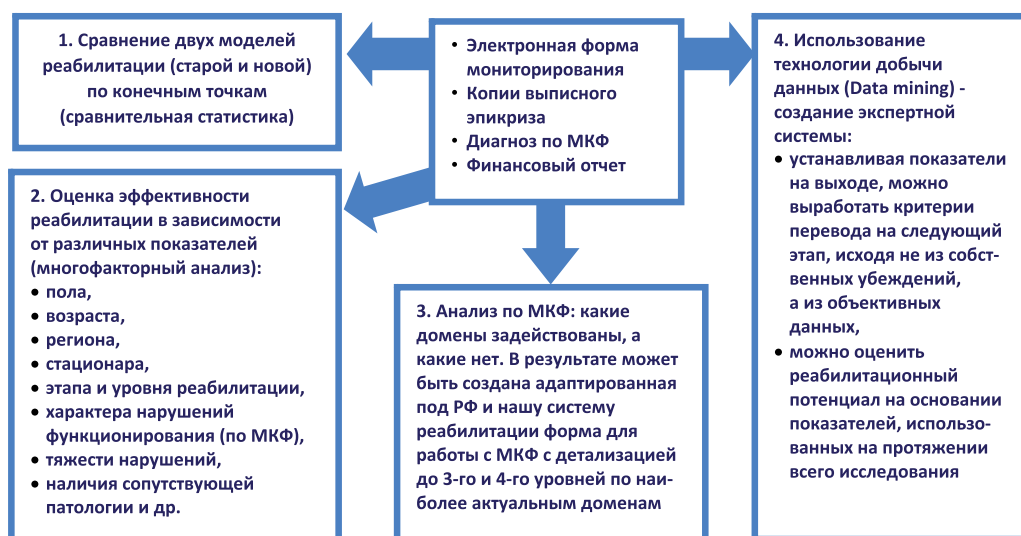 1. Сравнение двух моделей
реабилитации (старой и новой)
по конечным точкам
(сравнительная статистика)
• Электронная форма
мониторирования
• Копии выписного
эпикриза
• Диагноз по МКФ
• Финансовый отчет
2. Оценка эффективности
реабилитации в зависимости
от различных показателей
(многофакторный анализ):
• пола,
• возраста,
• региона,
• стационара,
• этапа и уровня реабилитации,
• характера нарушений
функционирования (по МКФ),
• тяжести нарушений,
• наличия сопутствующей
патологии и др.
3. Анализ по МКФ: какие
домены задействованы, а
какие нет. В результате может
быть создана адаптированная
под РФ и нашу систему
реабилитации форма для
работы с МКФ с детализацией
до 3-го и 4-го уровней по наи-
более актуальным доменам
4. Использование
технологии добычи
данных (Data mining) -
создание экспертной
системы:
• устанавливая показатели
на выходе, можно
выработать критерии
перевода на следующий
этап, исходя не из собст-
венных убеждений,
а из объективных
данных,
• можно оценить
реабилитационный
потенциал на основании
показателей, использо-
ванных на протяжении
всего исследования